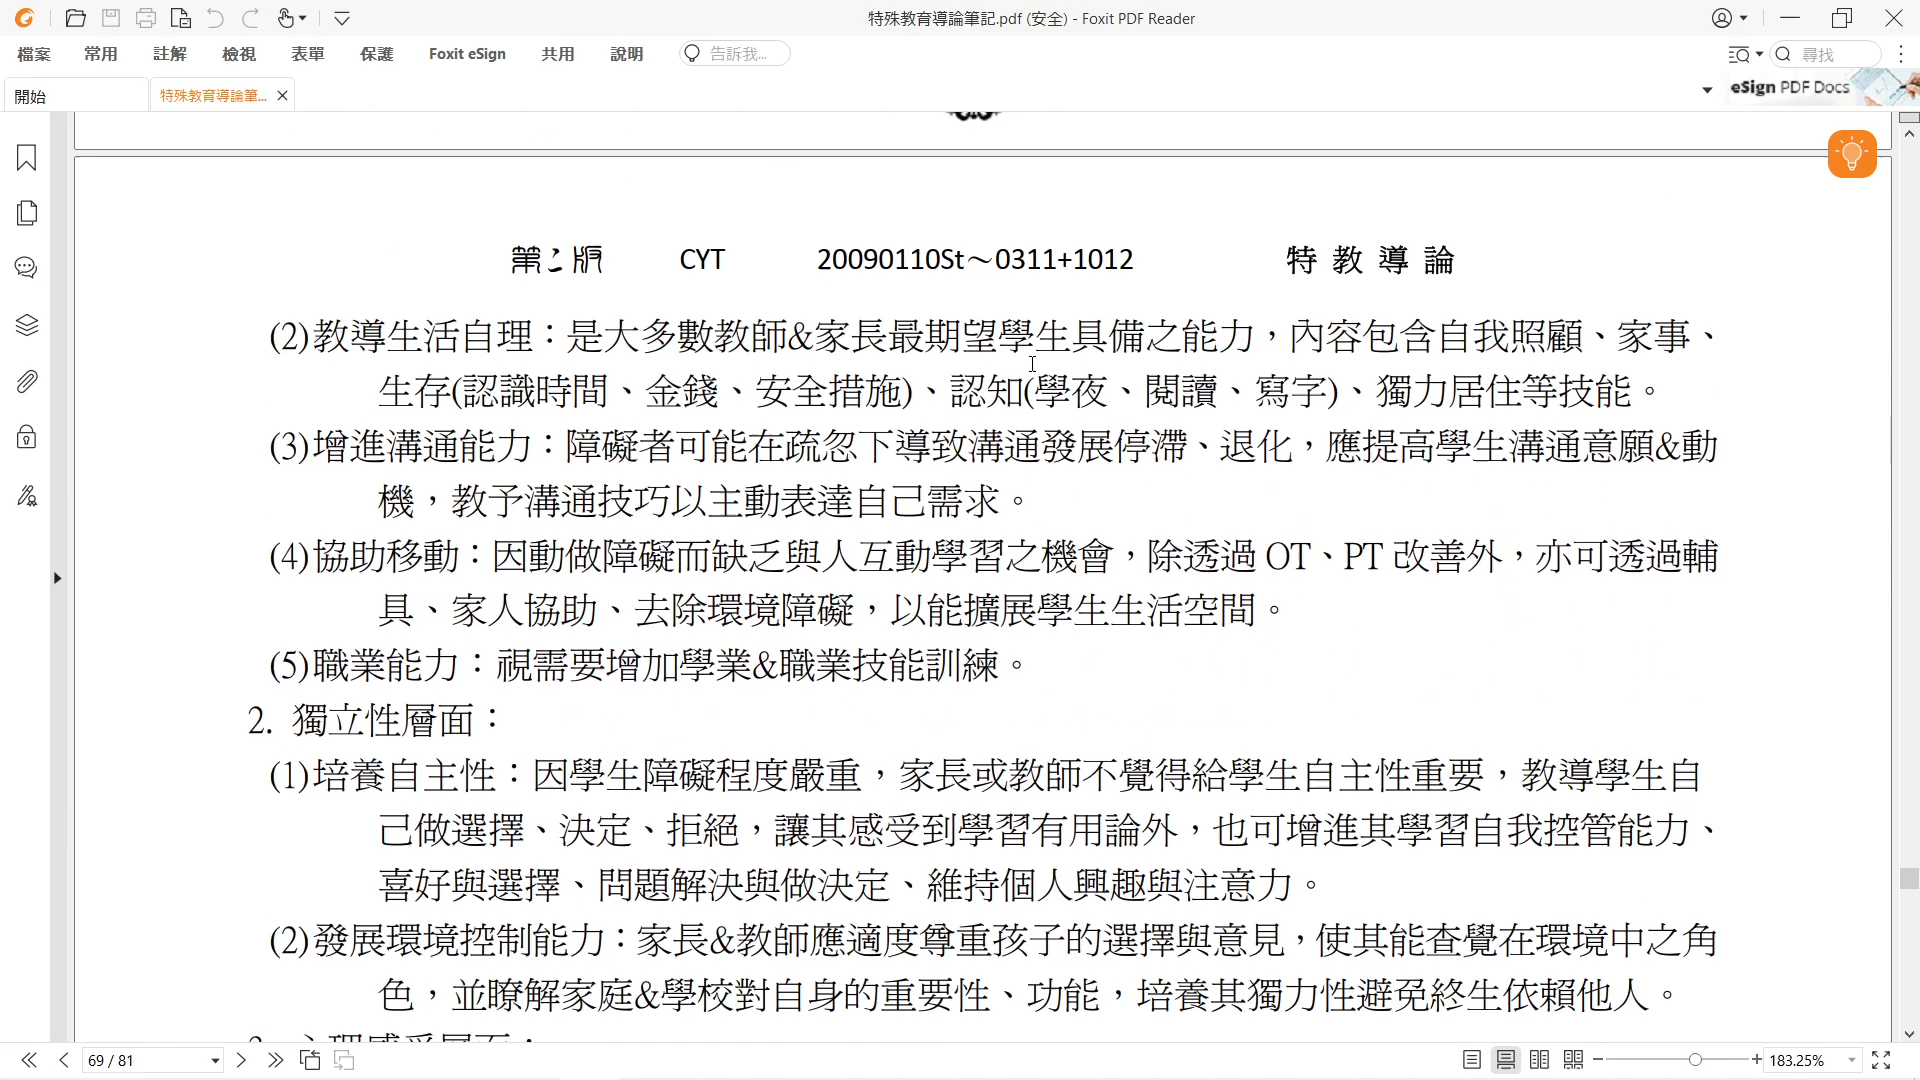 特殊教育導論筆記.pdf (安全) - Foxit PDF Reader
檔案 常用 註解 檢視 表單 保護 Foxit eSign 共用 說明 告訴我... 尋找
開始 特殊教育導論筆... eSign PDF Docs
第二版 CYT 20090110St～0311+1012 特教導論
(2)教導生活自理：是大多數教師&家長最期望學生具備之能力，內容包含自我照顧、家事、
生存(認識時間、金錢、安全措施)、認知(學夜、閱讀、寫字)、獨力居住等技能。
(3)增進溝通能力：障礙者可能在疏忽下導致溝通發展停滯、退化，應提高學生溝通意願&動
機，教予溝通技巧以主動表達自己需求。
(4)協助移動：因動做障礙而缺乏與人互動學習之機會，除透過 OT、PT 改善外，亦可透過輔
具、家人協助、去除環境障礙，以能擴展學生生活空間。
(5)職業能力：視需要增加學業&職業技能訓練。
2. 獨立性層面：
(1)培養自主性：因學生障礙程度嚴重，家長或教師不覺得給學生自主性重要，教導學生自
己做選擇、決定、拒絕，讓其感受到學習有用論外，也可增進其學習自我控管能力、
喜好與選擇、問題解決與做決定、維持個人興趣與注意力。
(2)發展環境控制能力：家長&教師應適度尊重孩子的選擇與意見，使其能查覺在環境中之角
色，並瞭解家庭&學校對自身的重要性、功能，培養其獨力性避免終生依賴他人。
69 / 81 183.25%